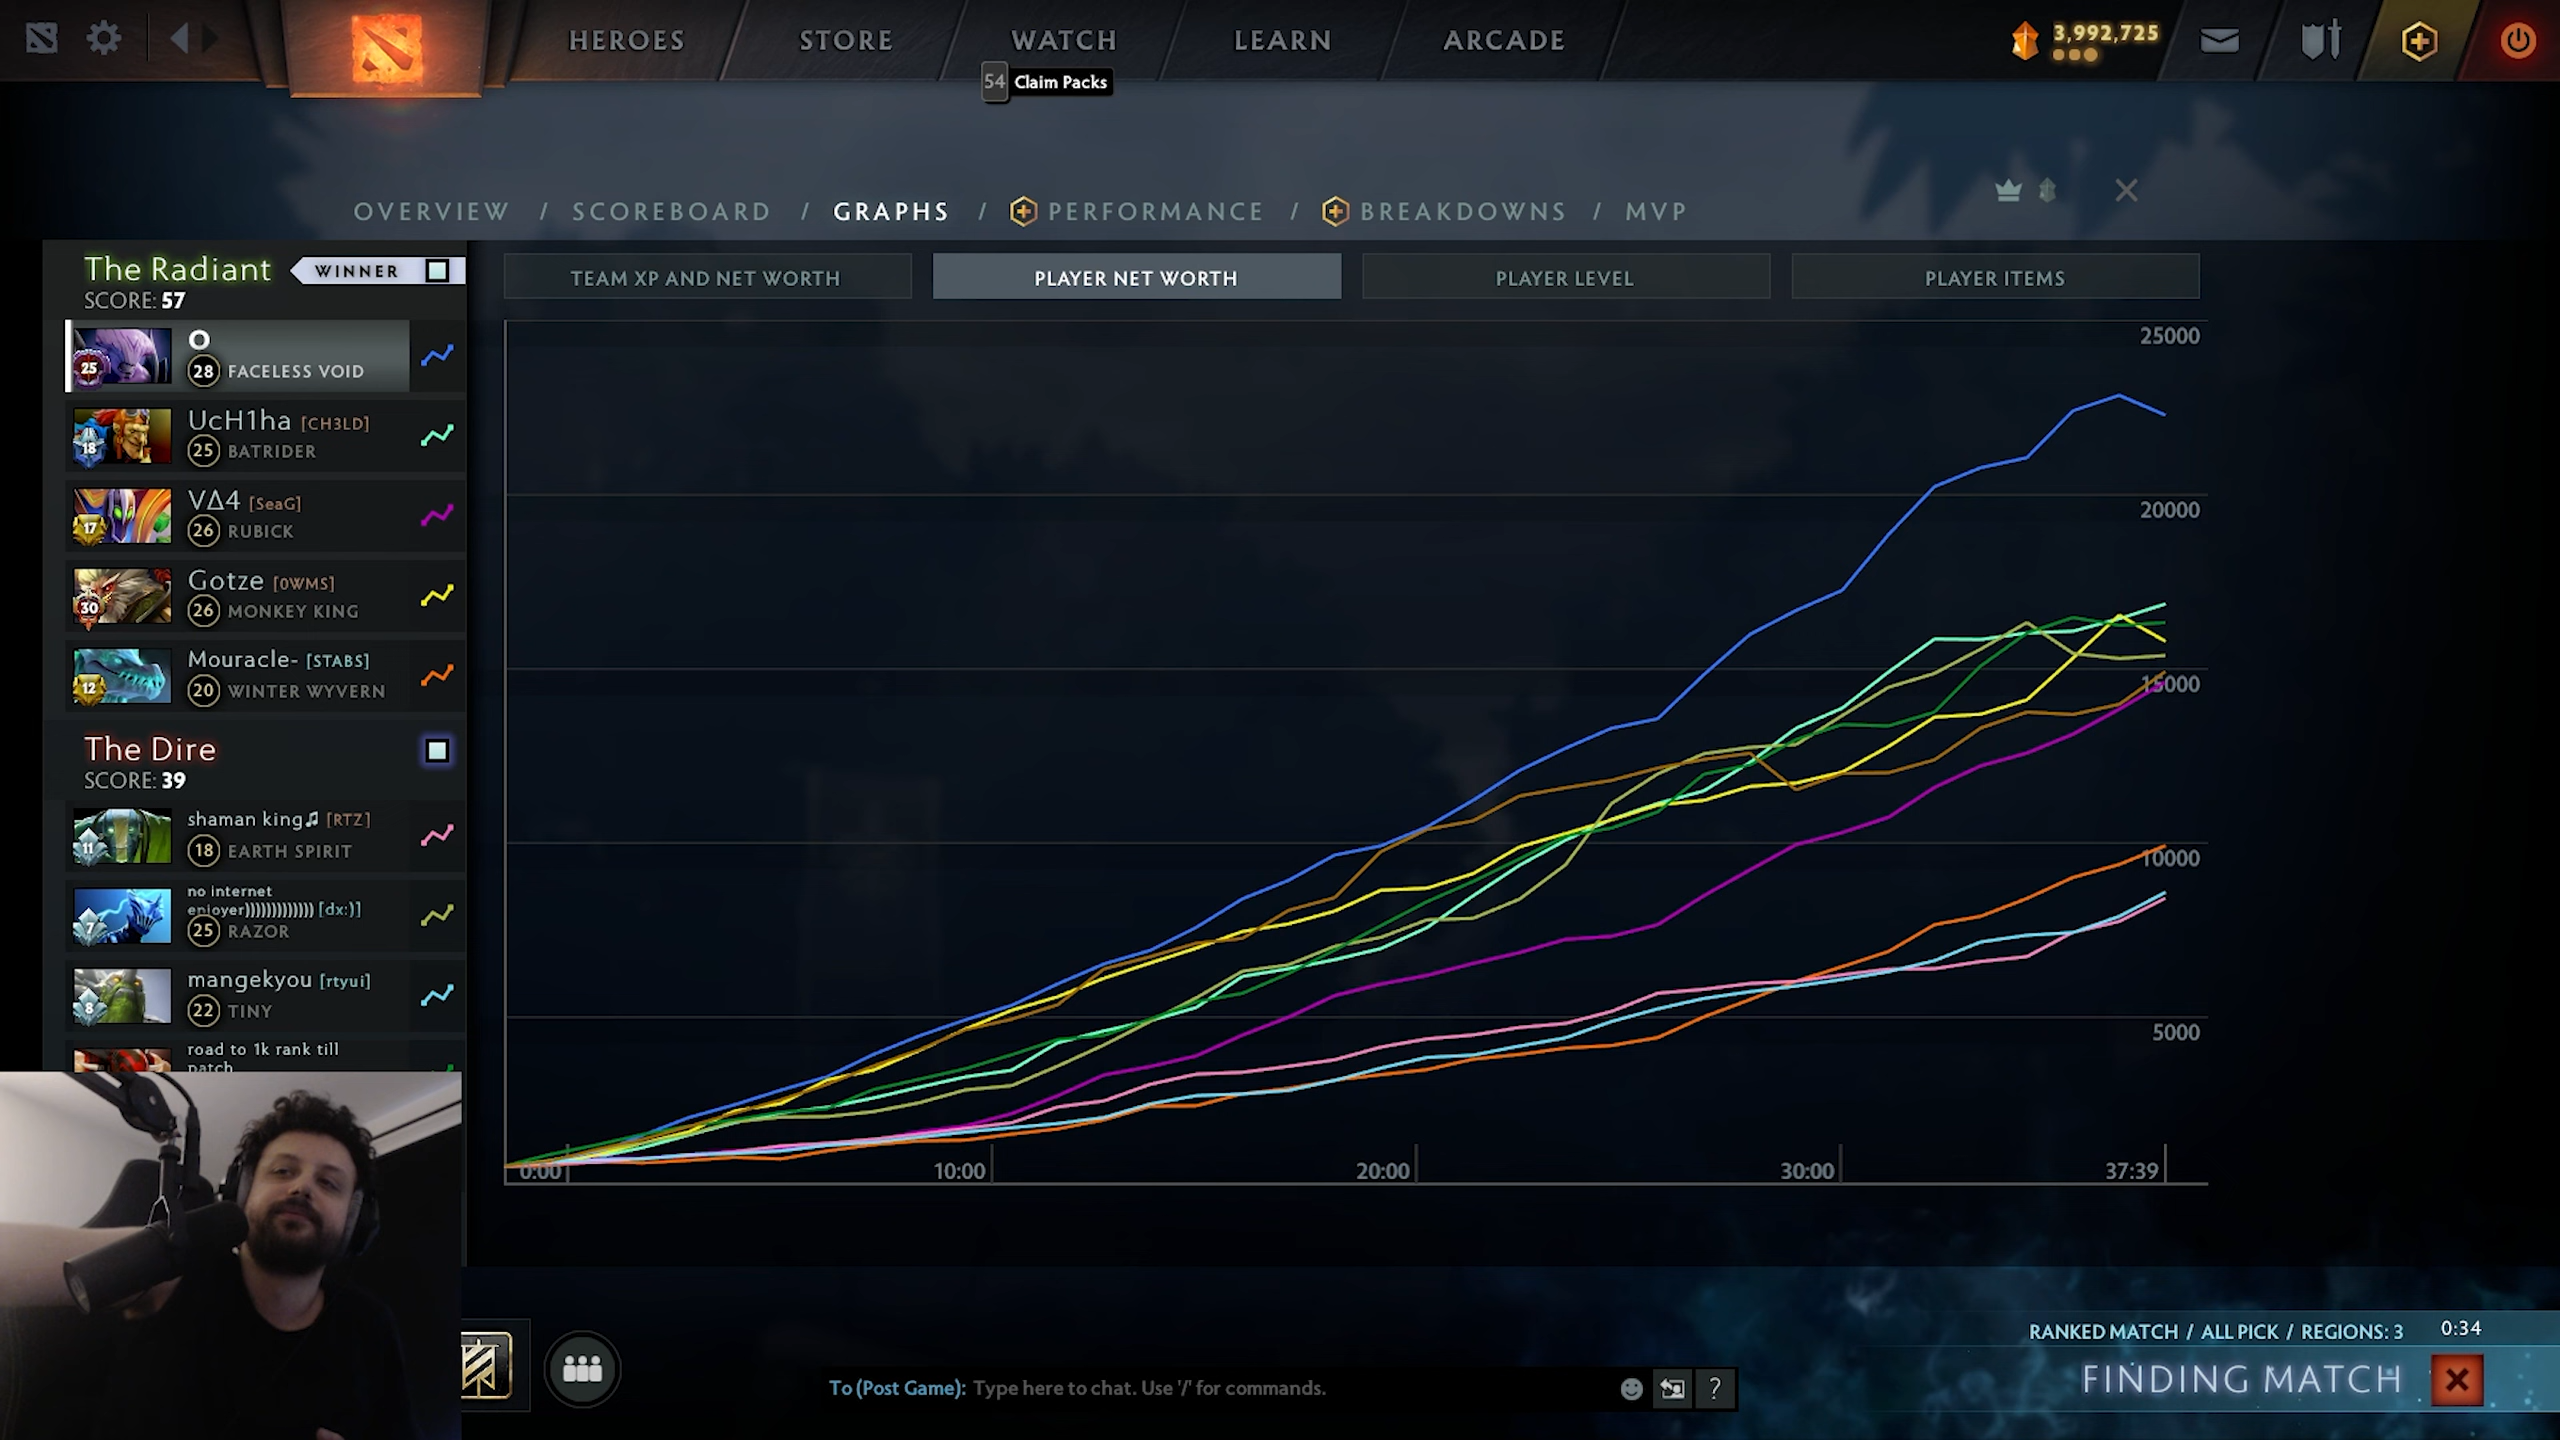 HEROES
STORE
WATCH
LEARN
ARCADE
3,992,725
54 Claim Packs
OVERVIEW / SCOREBOARD / GRAPHS / PERFORMANCE / BREAKDOWNS / MVP
The Radiant
WINNER
SCORE: 57
TEAM XP AND NET WORTH
PLAYER NET WORTH
PLAYER LEVEL
PLAYER ITEMS
O
25
28 FACELESS VOID
UcH1ha [CH3LD]
18
25 BATRIDER
VΔ4 [SeaG]
17
26 RUBICK
Gotze [0WMS]
30
26 MONKEY KING
Mouracle- [STABS]
12
20 WINTER WYVERN
The Dire
SCORE: 39
shaman king♫ [RTZ]
11
18 EARTH SPIRIT
no internet
enjoyer)))))))))))) [dx:)]
7
25 RAZOR
mangekyou [rtyui]
8
22 TINY
road to 1k rank till
patch
25000
20000
15000
10000
5000
0:00
10:00
20:00
30:00
37:39
To (Post Game): Type here to chat. Use '/' for commands.
?
RANKED MATCH / ALL PICK / REGIONS: 3
0:34
FINDING MATCH